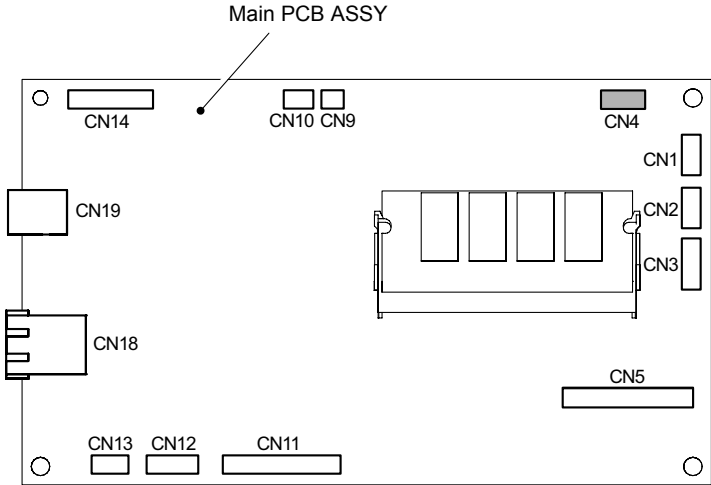 Main PCB ASSY
CN14
CN10 CN9
CN4
CN1
CN19
CN2
CN3
CN18
CN5
CN13 CN12 CN11